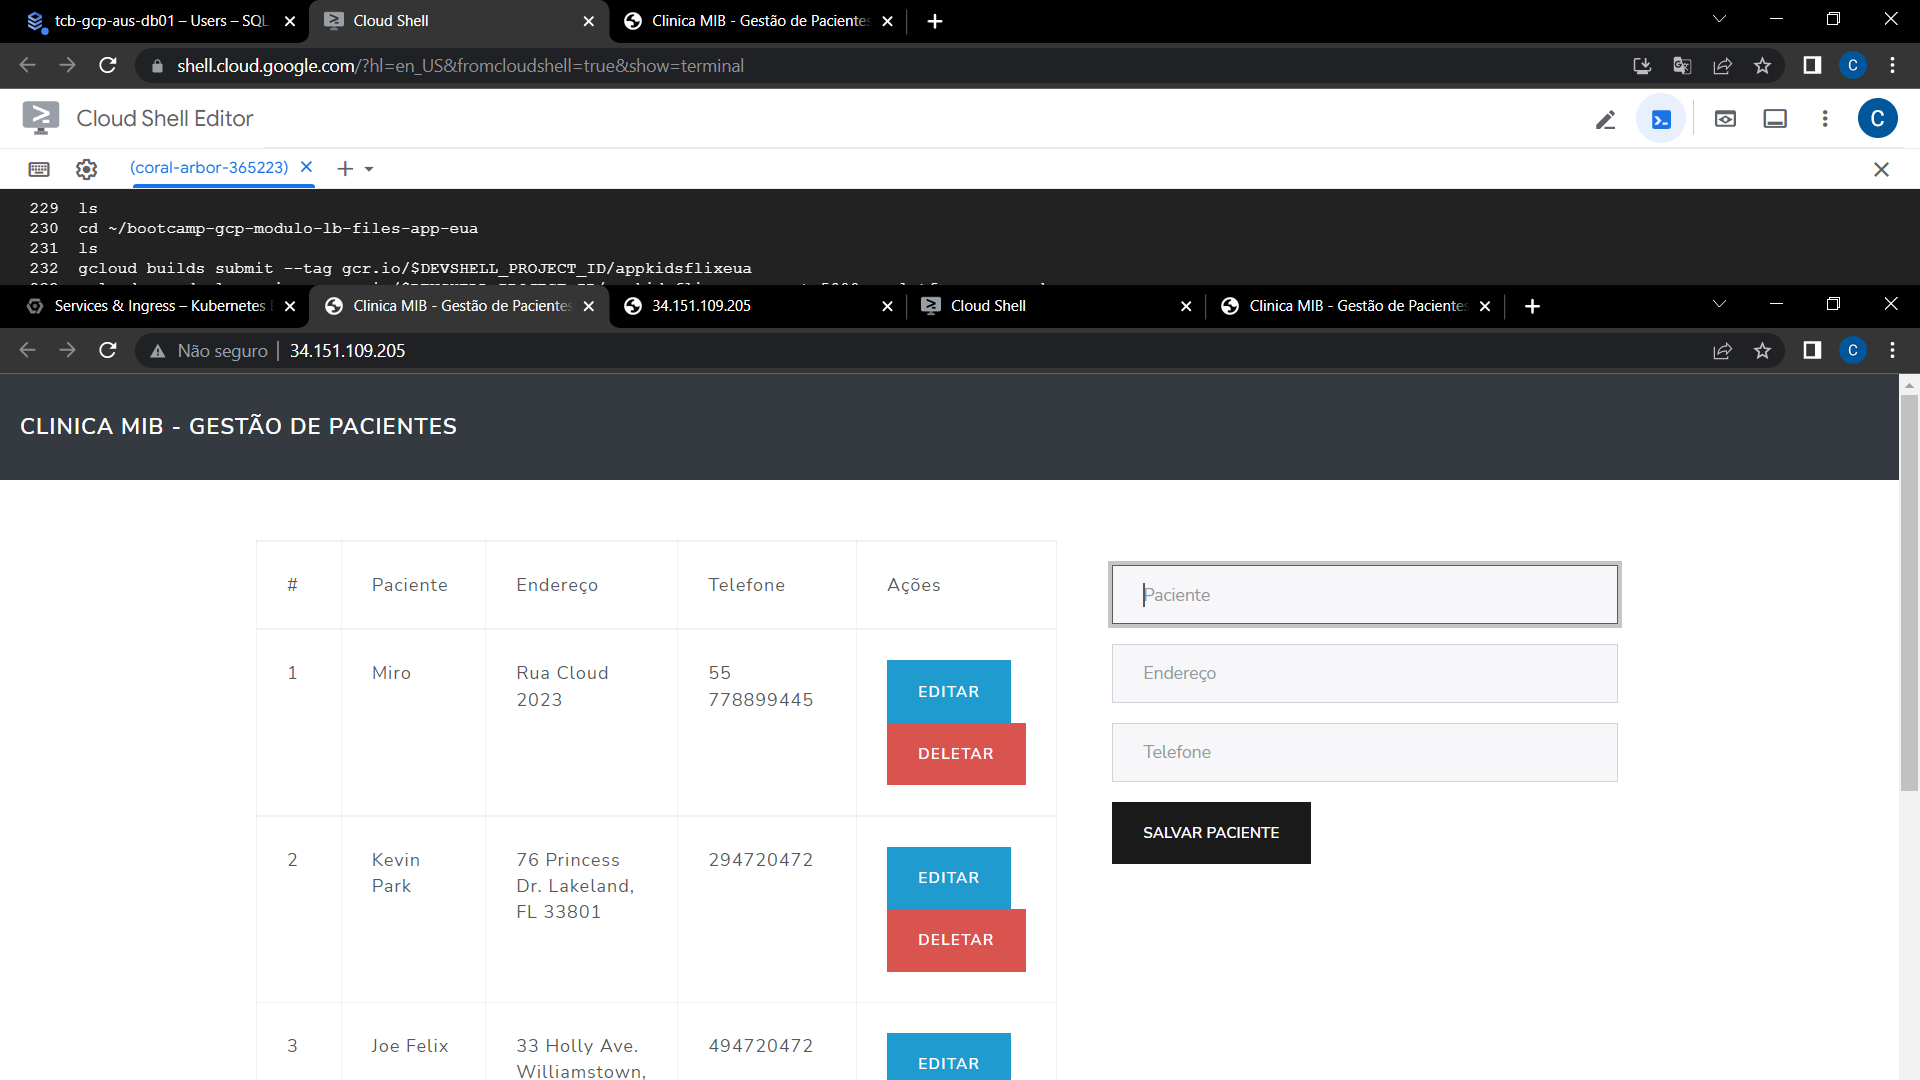 tcb-gcp-aus-db01 – Users – SQL
Cloud Shell
Clinica MIB - Gestão de Pacientes
shell.cloud.google.com/?hl=en_US&fromcloudshell=true&show=terminal
C
Cloud Shell Editor
C
(coral-arbor-365223)
229 ls
230 cd ~/bootcamp-gcp-modulo-lb-files-app-eua
231 ls
232 gcloud builds submit --tag gcr.io/$DEVSHELL_PROJECT_ID/appkidsflixeua
Services & Ingress – Kubernetes
Clinica MIB - Gestão de Pacientes
34.151.109.205
Cloud Shell
Clinica MIB - Gestão de Pacientes
Não seguro
34.151.109.205
C
CLINICA MIB - GESTÃO DE PACIENTES
# Paciente Endereço Telefone Ações
1 Miro Rua Cloud 2023 55 778899445
EDITAR
DELETAR
2 Kevin Park 76 Princess Dr. Lakeland, FL 33801 294720472
EDITAR
DELETAR
3 Joe Felix 33 Holly Ave. Williamstown, 494720472
EDITAR
Paciente
Endereço
Telefone
SALVAR PACIENTE